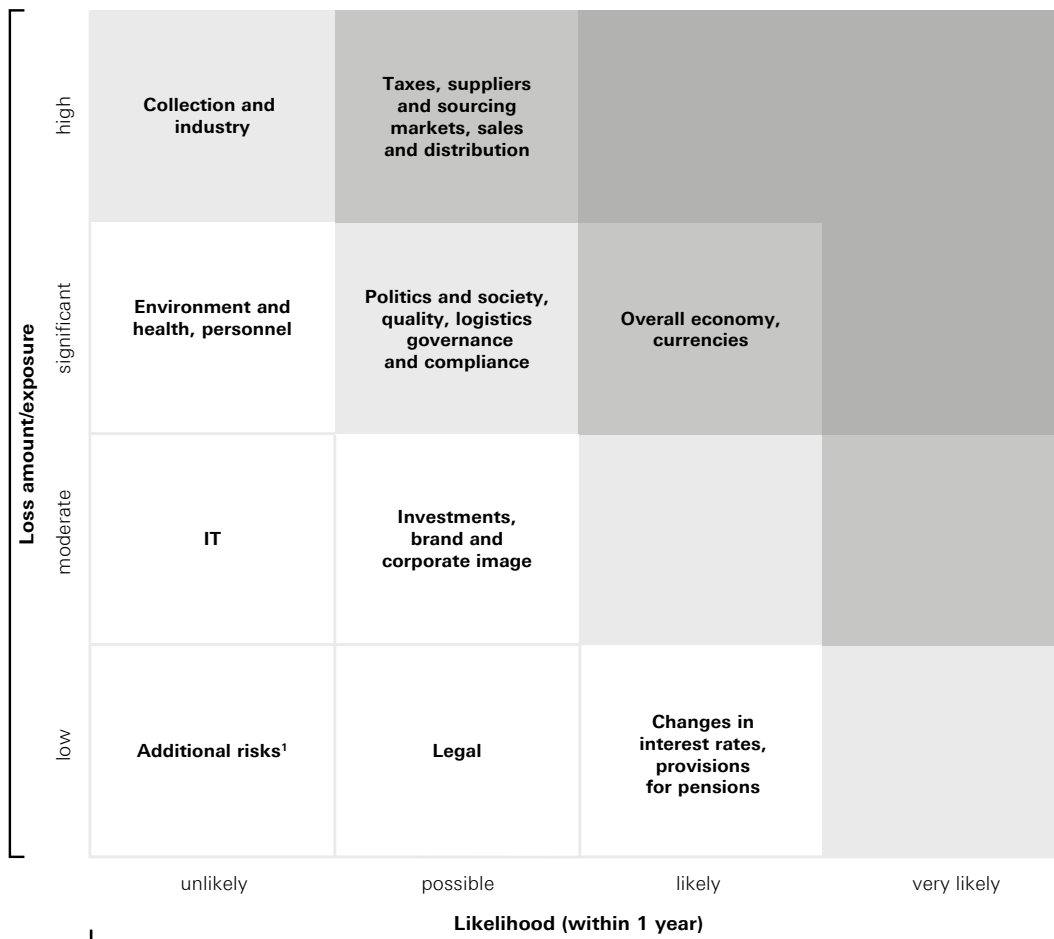 Loss amount/exposure
high
Collection and
industry
Taxes, suppliers
and sourcing
markets, sales
and distribution
significant
Environment and
health, personnel
Politics and society,
quality, logistics
governance
and compliance
Overall economy,
currencies
moderate
IT
Investments,
brand and
corporate image
low
Additional risks¹
Legal
Changes in
interest rates,
provisions
for pensions
unlikely
possible
likely
very likely
Likelihood (within 1 year)